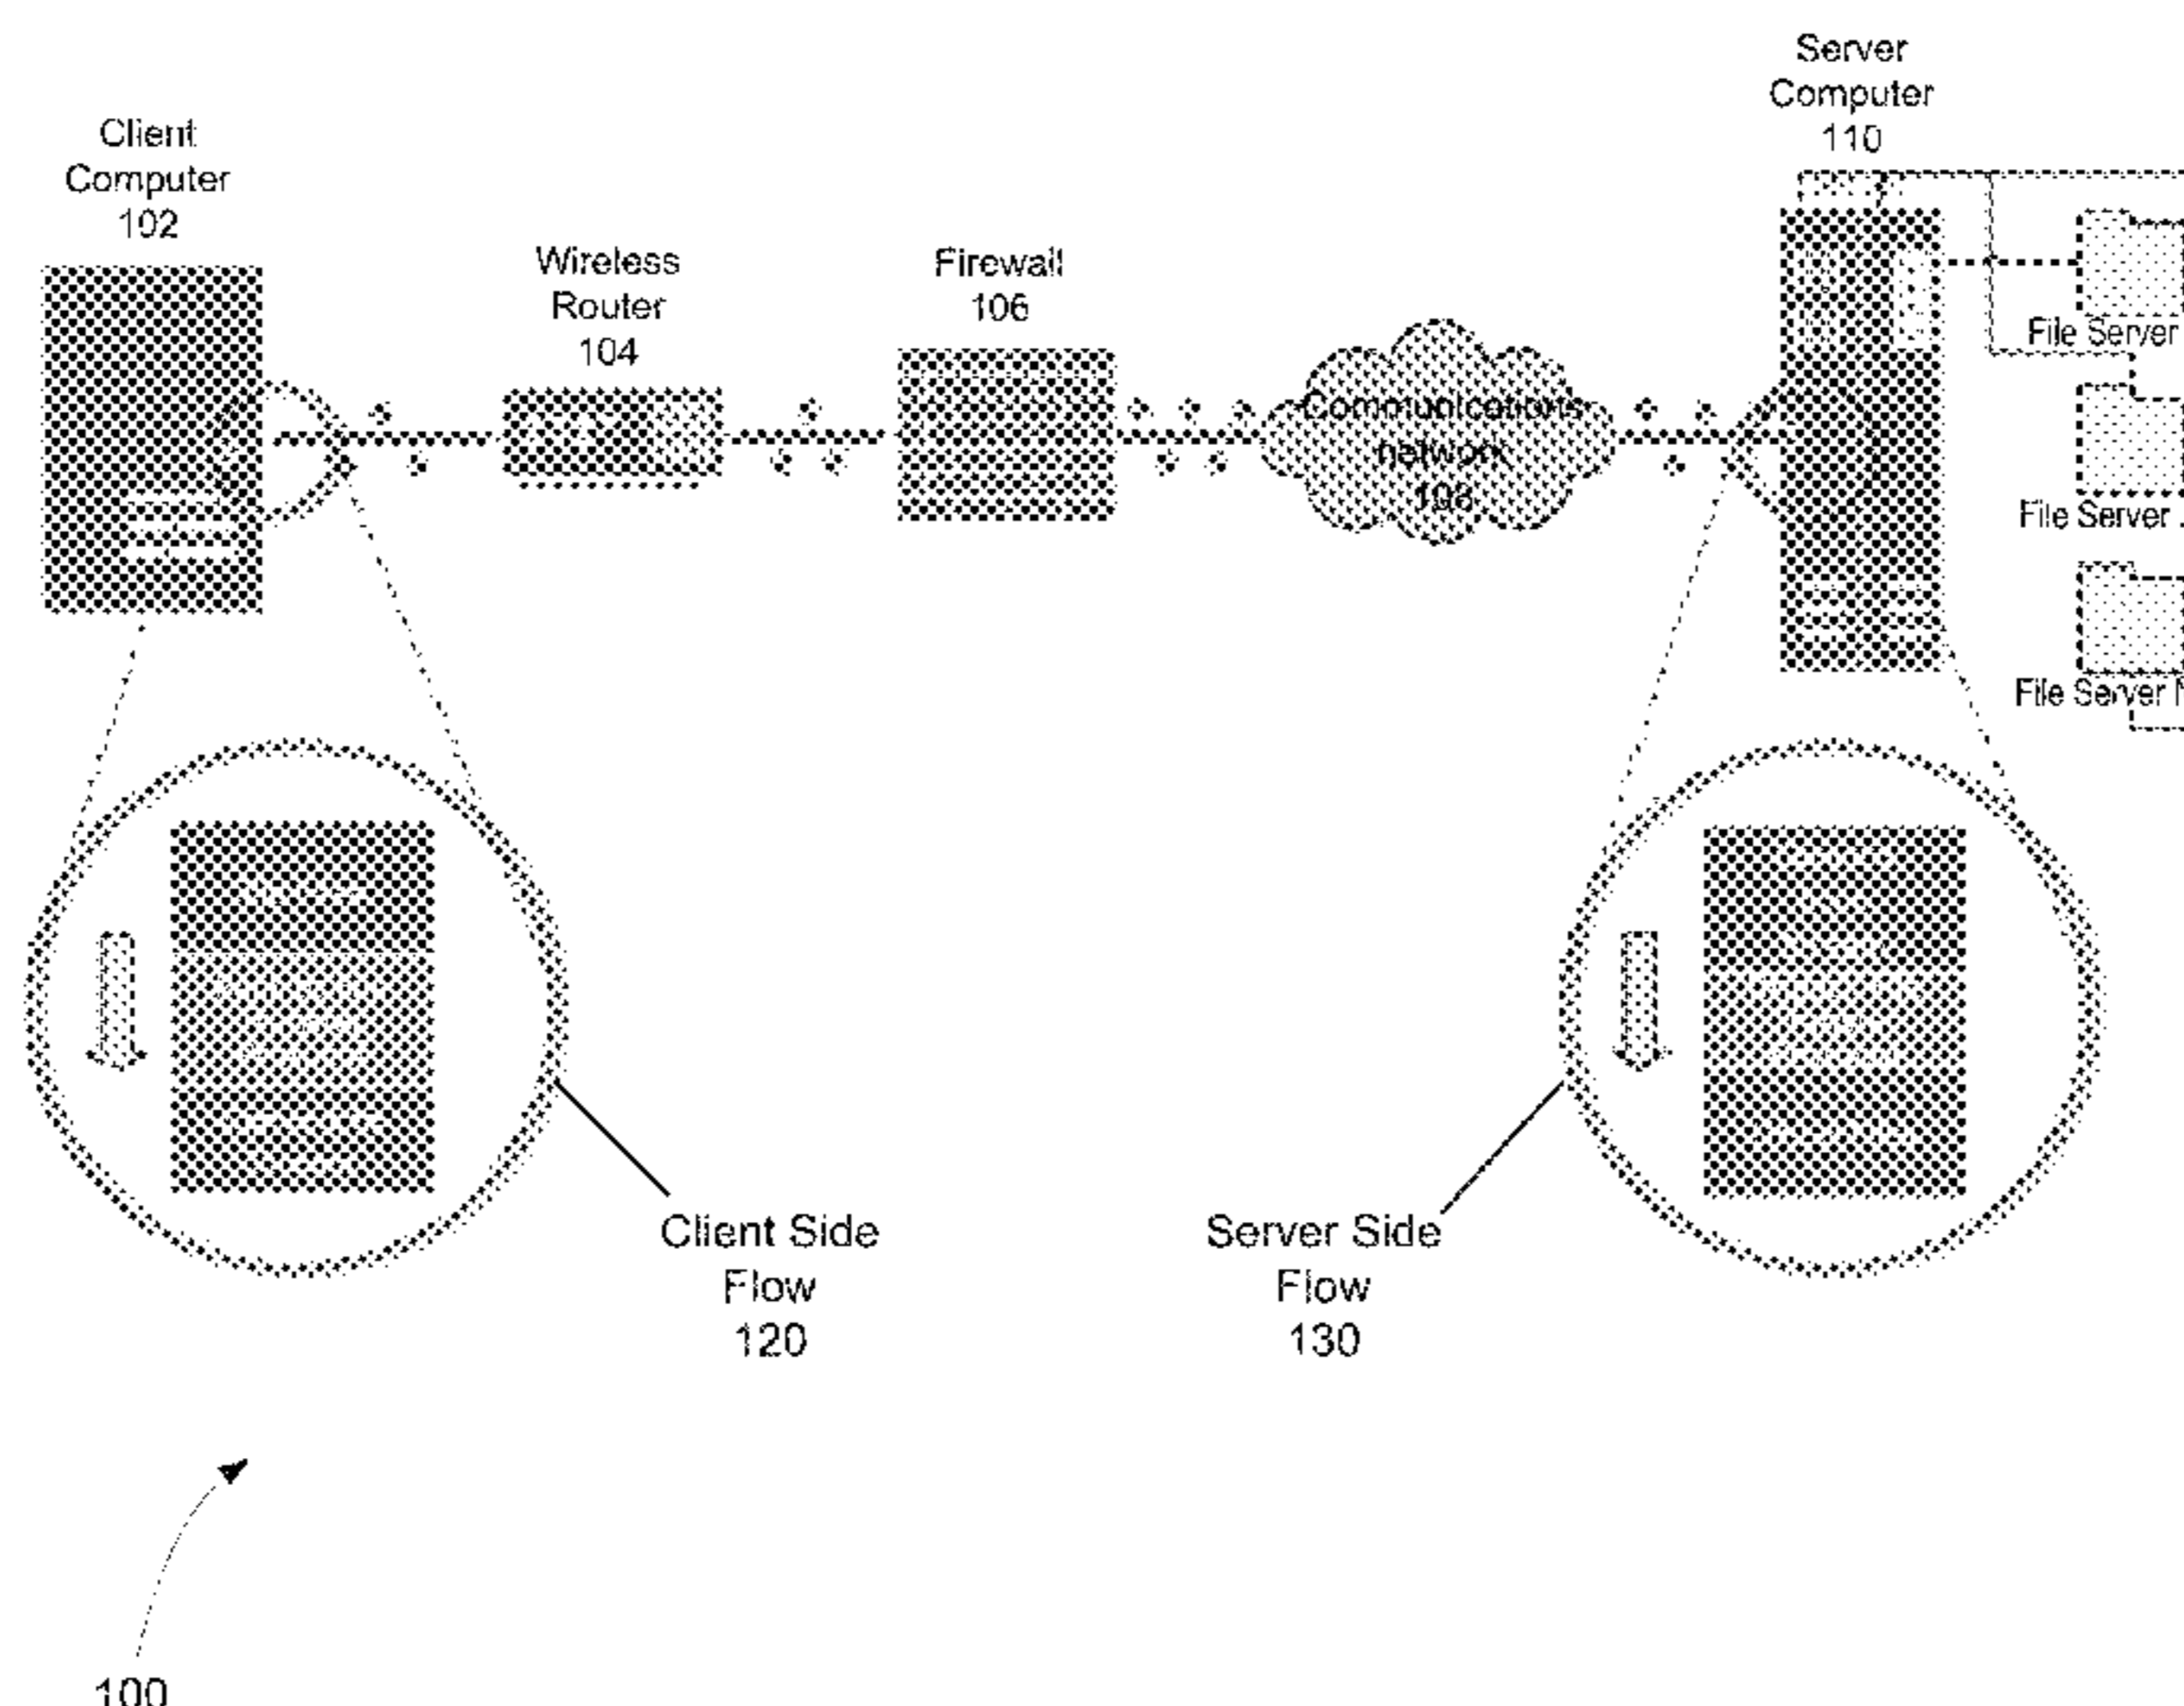 Server
Computer
110
Client
Computer
102
Wireless
Router
104
Firewall
106
Communications
network
108
File Server
File Server
File Server
Client Side
Flow
120
Server Side
Flow
130
100